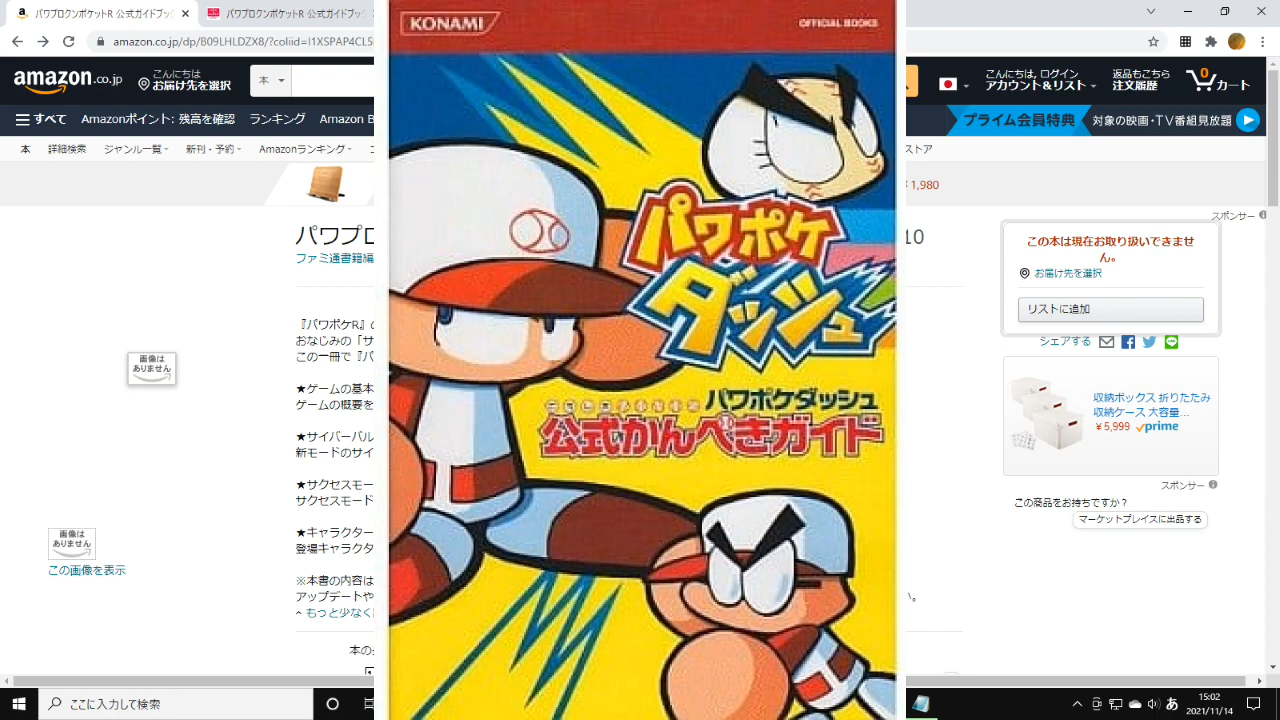 パワプロクンポケットR 公式ガイドブック
amazon.co.jp/dp/B09LHLDZX8/?coliid=I1XSPAP4CL5
amazon.co.jp
こんにちは
お届け先を選択
本
こんにちは, ログイン
アカウント&リスト
返品もこちら
注文履歴
0
カート
すべて
Amazonポイント: 残高を確認
ランキング
Amazon B
プライム会員特典
対象の映画・TV番組見放題
本
詳細検索
ジャンル一覧
新刊・予約
Amazonランキング
ストア
1,980
スポンサー
パワプロ
10
ファミ通書籍編
『パワポケR』の
おなじみの「サ
この一冊で『パ
★ゲームの基本
ゲームの概要を
★サイバーバル
新モードのサイ
★サクセスモー
サクセスモード
★キャラクター
登場キャラクタ
※本書の内容は
アップデートや
い。
もっと少なく
本の
画像は
ありません
画像は
ありません
この画像を表示
KONAMI
OFFICIAL BOOKS
パワポケ
ダッシュ
パワポケダッシュ
公式かんぺきガイド
この本は現在お取り扱いできませ
ん。
お届け先を選択
リストに追加
シェアする
収納ボックス 折りたたみ
収納ケース 大容量...
¥5,999 prime
スポンサー
この商品をお持ちですか？
マーケットプレイスに出品する
ここに入力して検索
あ
15:02
2021/11/14